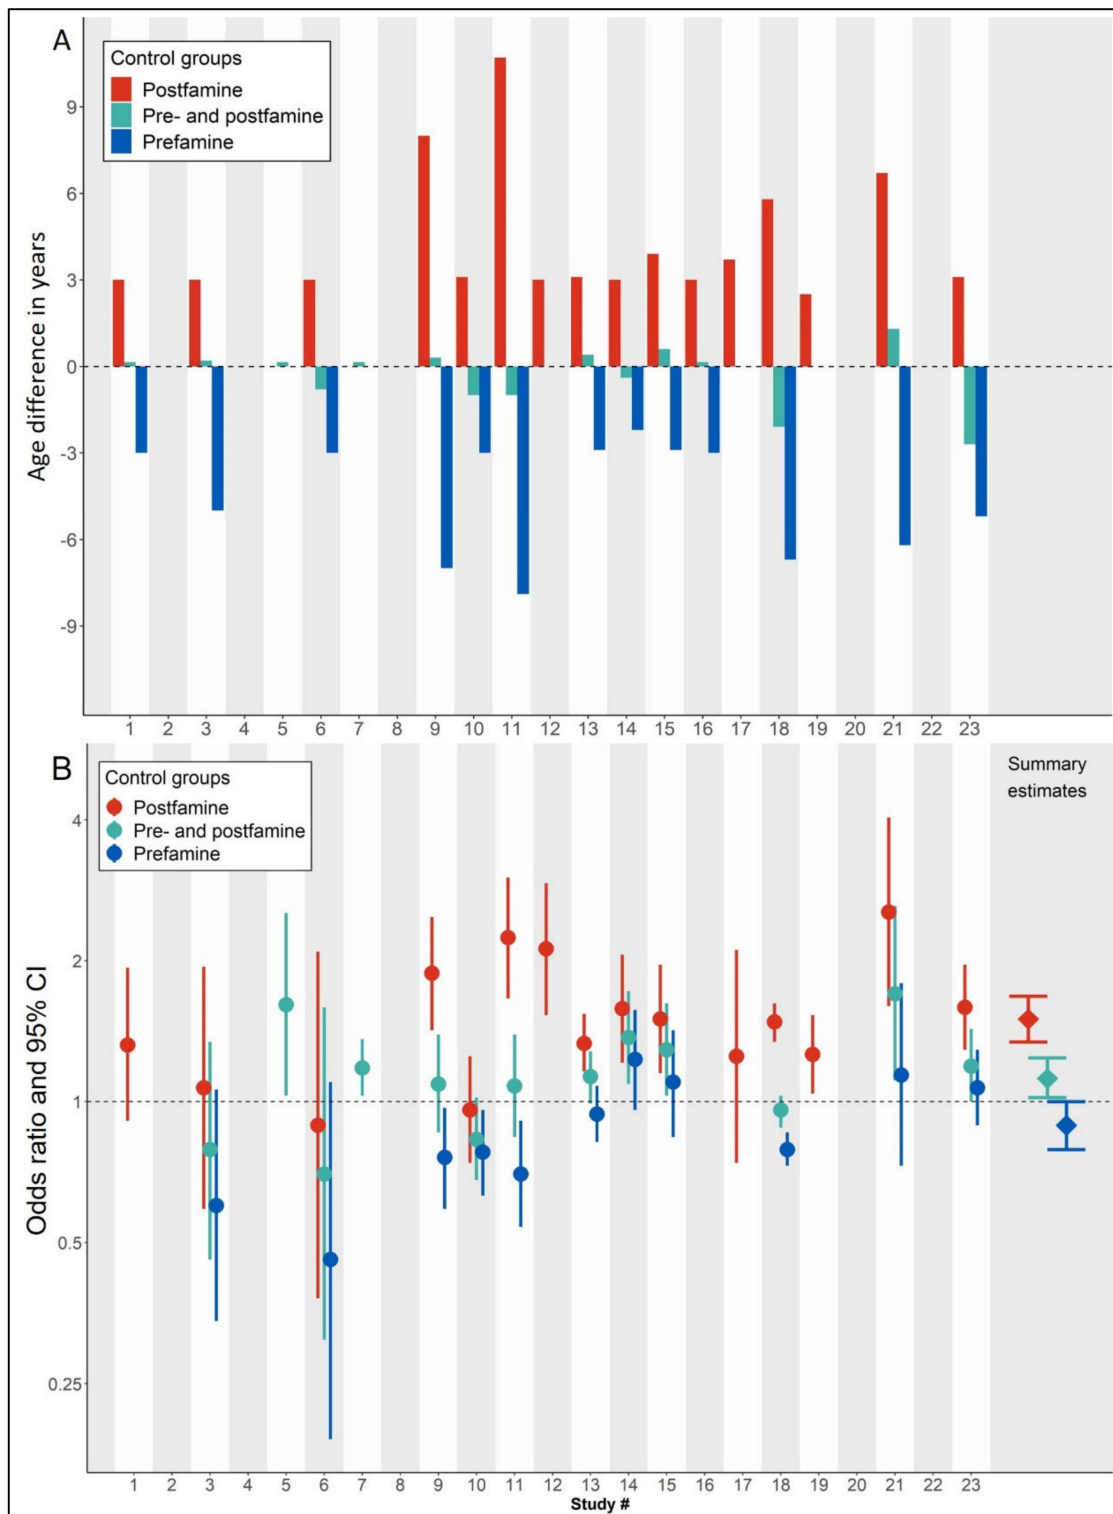 A
Control groups
Postfamine
Pre- and postfamine
Prefamine
Age difference in years
9
6
3
0
-3
-6
-9
1 2 3 4 5 6 7 8 9 10 11 12 13 14 15 16 17 18 19 20 21 22 23
B
Control groups
Postfamine
Pre- and postfamine
Prefamine
Summary
estimates
Odds ratio and 95% CI
4
2
1
0.5
0.25
1 2 3 4 5 6 7 8 9 10 11 12 13 14 15 16 17 18 19 20 21 22 23
Study #